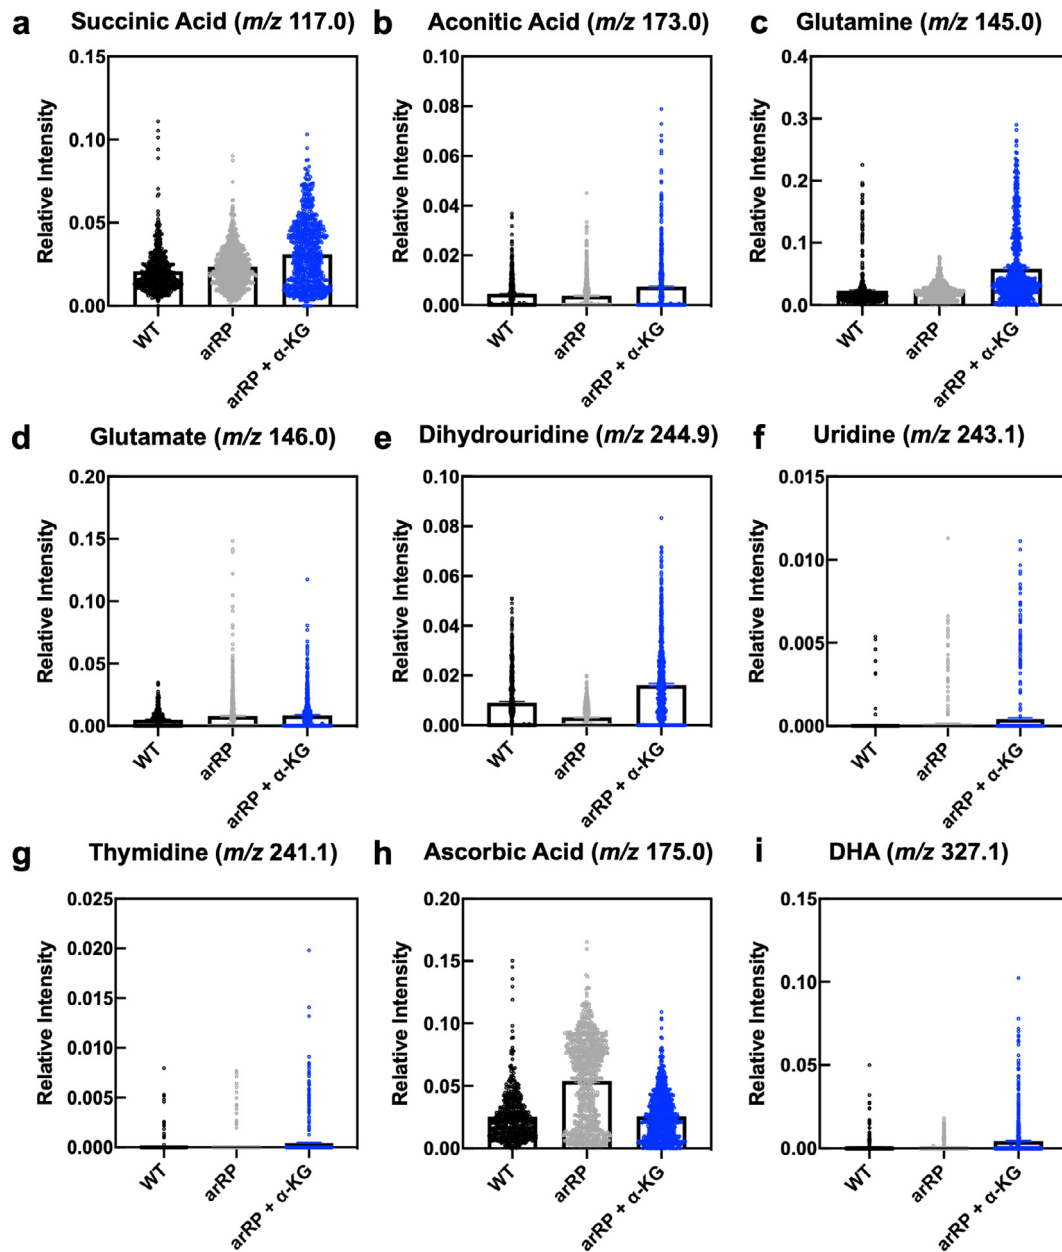 a Succinic Acid (m/z 117.0)
Relative Intensity
0.15
0.10
0.05
0.00
WT
arRP
arRP + α-KG
b Aconitic Acid (m/z 173.0)
Relative Intensity
0.10
0.08
0.06
0.04
0.02
0.00
WT
arRP
arRP + α-KG
c Glutamine (m/z 145.0)
Relative Intensity
0.4
0.3
0.2
0.1
0.0
WT
arRP
arRP + α-KG
d Glutamate (m/z 146.0)
Relative Intensity
0.20
0.15
0.10
0.05
0.00
WT
arRP
arRP + α-KG
e Dihydrouridine (m/z 244.9)
Relative Intensity
0.10
0.08
0.06
0.04
0.02
0.00
WT
arRP
arRP + α-KG
f Uridine (m/z 243.1)
Relative Intensity
0.015
0.010
0.005
0.000
WT
arRP
arRP + α-KG
g Thymidine (m/z 241.1)
Relative Intensity
0.025
0.020
0.015
0.010
0.005
0.000
WT
arRP
arRP + α-KG
h Ascorbic Acid (m/z 175.0)
Relative Intensity
0.20
0.15
0.10
0.05
0.00
WT
arRP
arRP + α-KG
i DHA (m/z 327.1)
Relative Intensity
0.15
0.10
0.05
0.00
WT
arRP
arRP + α-KG